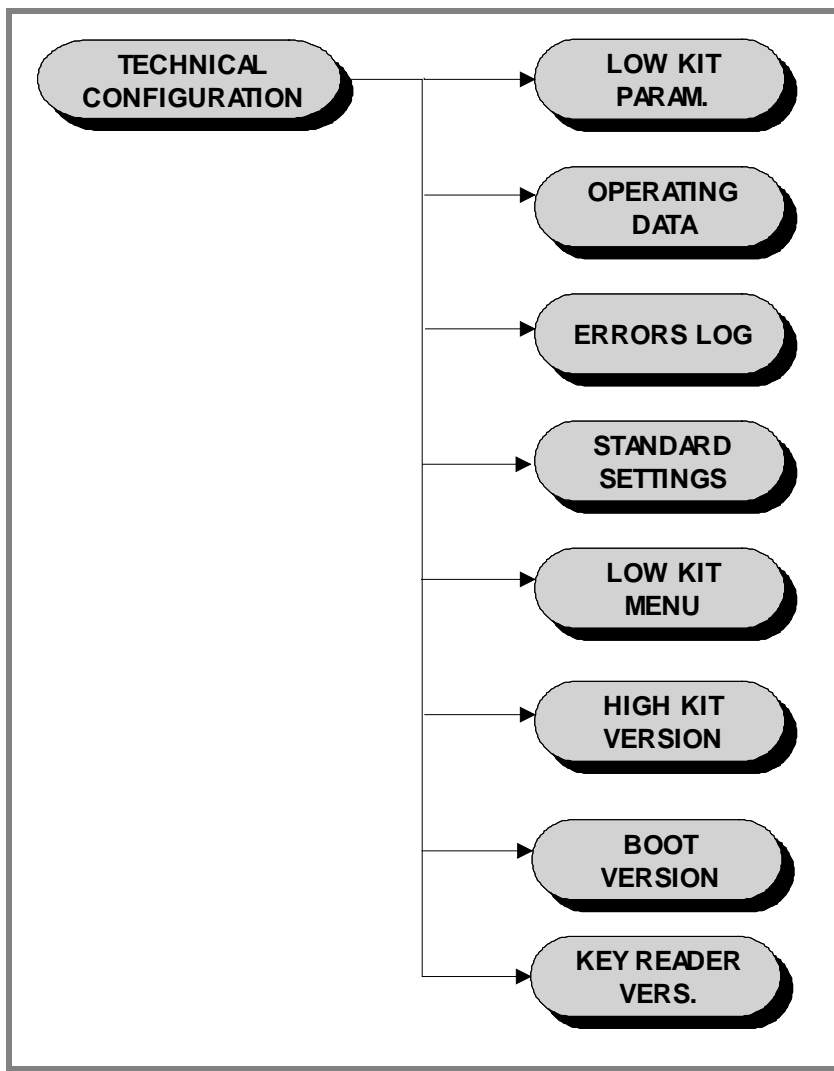 TECHNICAL
CONFIGURATION
LOW KIT
PARAM.
OPERATING
DATA
ERRORS LOG
STANDARD
SETTINGS
LOW KIT
MENU
HIGH KIT
VERSION
BOOT
VERSION
KEY READER
VERS.